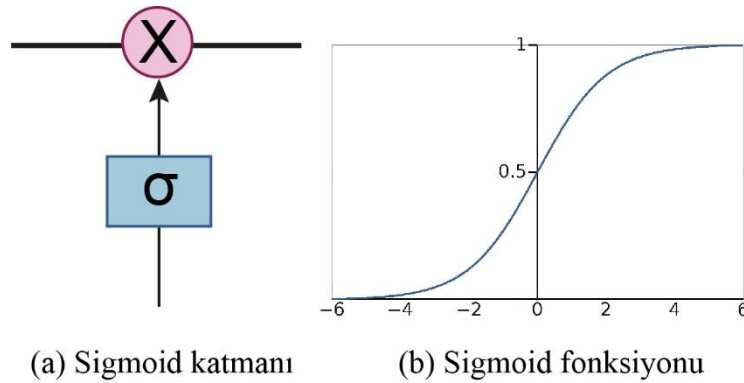 X
σ
1
0.5
−6 −4 −2 0 2 4 6
(a) Sigmoid katmanı
(b) Sigmoid fonksiyonu